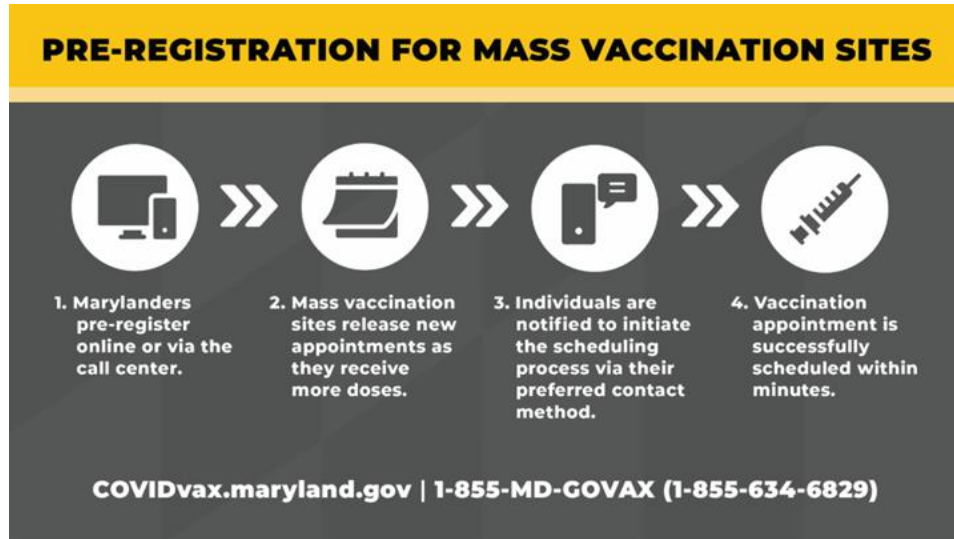 PRE-REGISTRATION FOR MASS VACCINATION SITES
1. Marylanders
pre-register
online or via the
call center.
2. Mass vaccination
sites release new
appointments as
they receive
more doses.
3. Individuals are
notified to initiate
the scheduling
process via their
preferred contact
method.
4. Vaccination
appointment is
successfully
scheduled within
minutes.
COVIDvax.maryland.gov | 1-855-MD-GOVAX (1-855-634-6829)